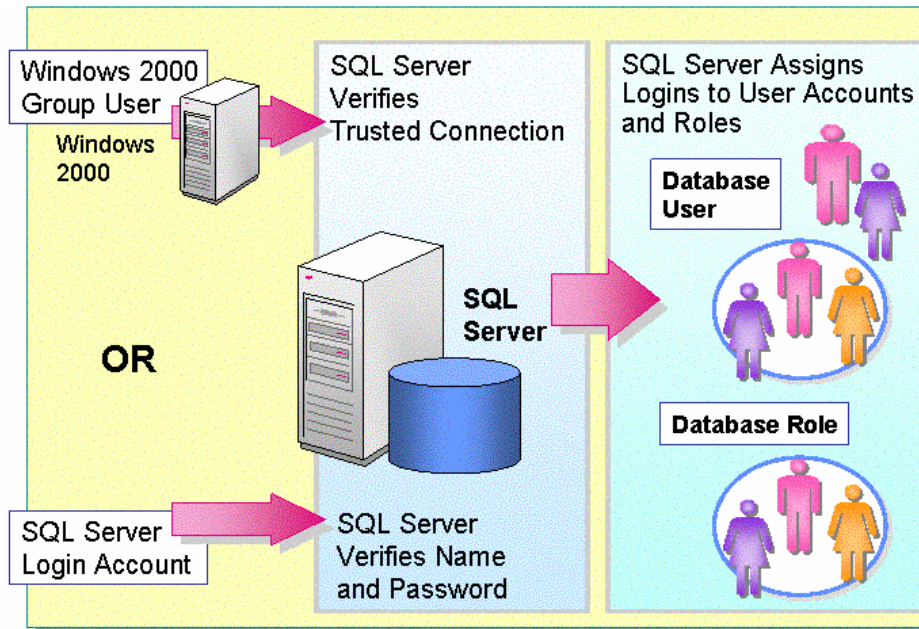 Windows 2000
Group User
Windows
2000
OR
SQL Server
Login Account
SQL Server
Verifies
Trusted Connection
SQL
Server
SQL Server
Verifies Name
and Password
SQL Server Assigns
Logins to User Accounts
and Roles
Database
User
Database Role